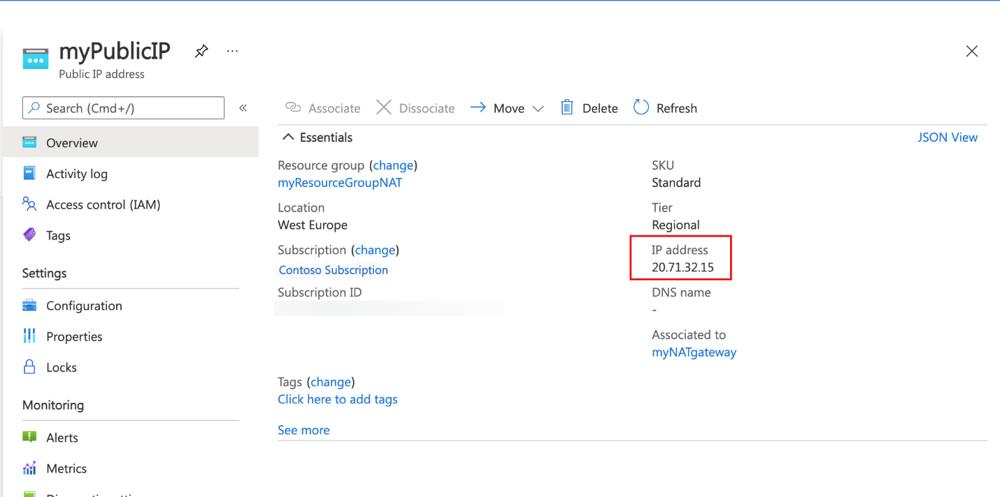 myPublicIP
Public IP address
Search (Cmd+/)
Overview
Activity log
Access control (IAM)
Tags
Settings
Configuration
Properties
Locks
Monitoring
Alerts
Metrics
Associate Dissociate Move Delete Refresh
Essentials JSON View
Resource group (change)
myResourceGroupNAT
Location
West Europe
Subscription (change)
Contoso Subscription
Subscription ID
SKU
Standard
Tier
Regional
IP address
20.71.32.15
DNS name
-
Associated to
myNATgateway
Tags (change)
Click here to add tags
See more